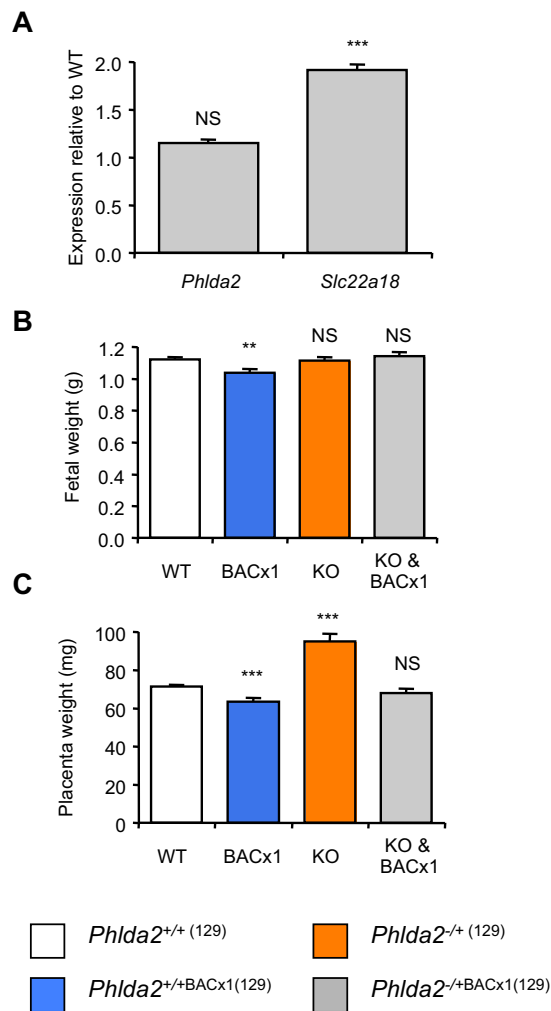 A
Expression relative to WT
2.0
1.5
1.0
0.5
0.0
NS
***
Phlda2
Slc22a18
B
Fetal weight (g)
1.2
1.0
0.8
0.6
0.4
0.2
0.0
**
NS
NS
WT
BACx1
KO
KO &
BACx1
C
Placenta weight (mg)
100
80
60
40
20
0
***
***
NS
WT
BACx1
KO
KO &
BACx1
Phlda2+/+ (129)
Phlda2-/+ (129)
Phlda2+/+BACx1(129)
Phlda2-/+BACx1(129)